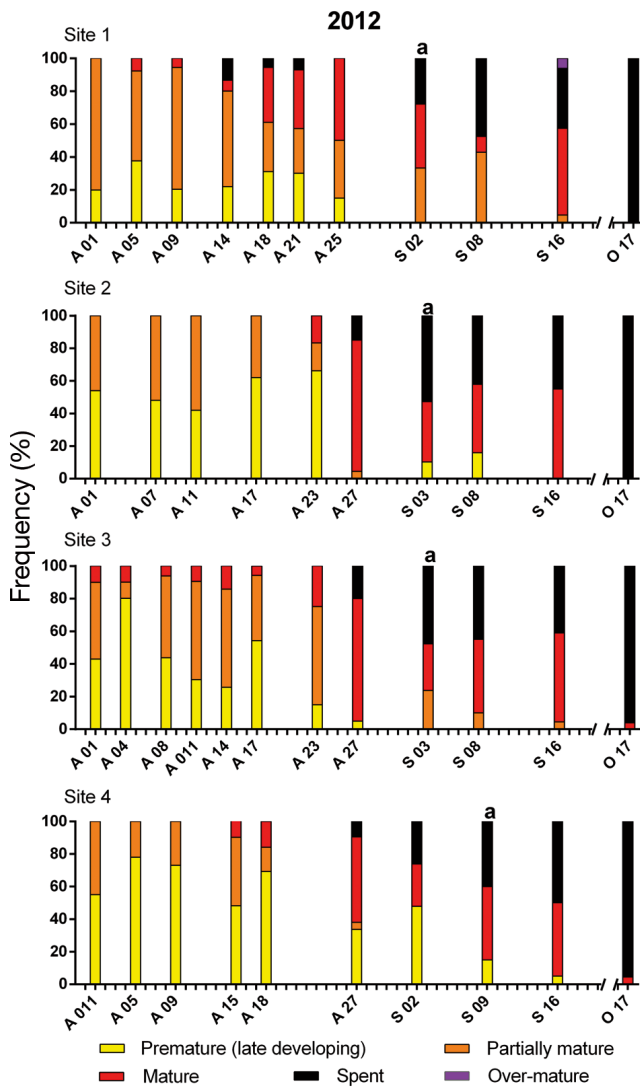 2012
Site 1
a
100
80
60
40
20
0
A 01 A 05 A 09 A 14 A 18 A 21 A 25 S 02 S 08 S 16 O 17
Site 2
a
100
80
60
40
20
0
A 01 A 07 A 11 A 17 A 23 A 27 S 03 S 08 S 16 O 17
Frequency (%)
Site 3
a
100
80
60
40
20
0
A 01 A 04 A 08 A 011 A 14 A 17 A 23 A 27 S 03 S 08 S 16 O 17
Site 4
a
100
80
60
40
20
0
A 011 A 05 A 09 A 15 A 18 A 27 S 02 S 09 S 16 O 17
Premature (late developing) Partially mature
Mature Spent Over-mature